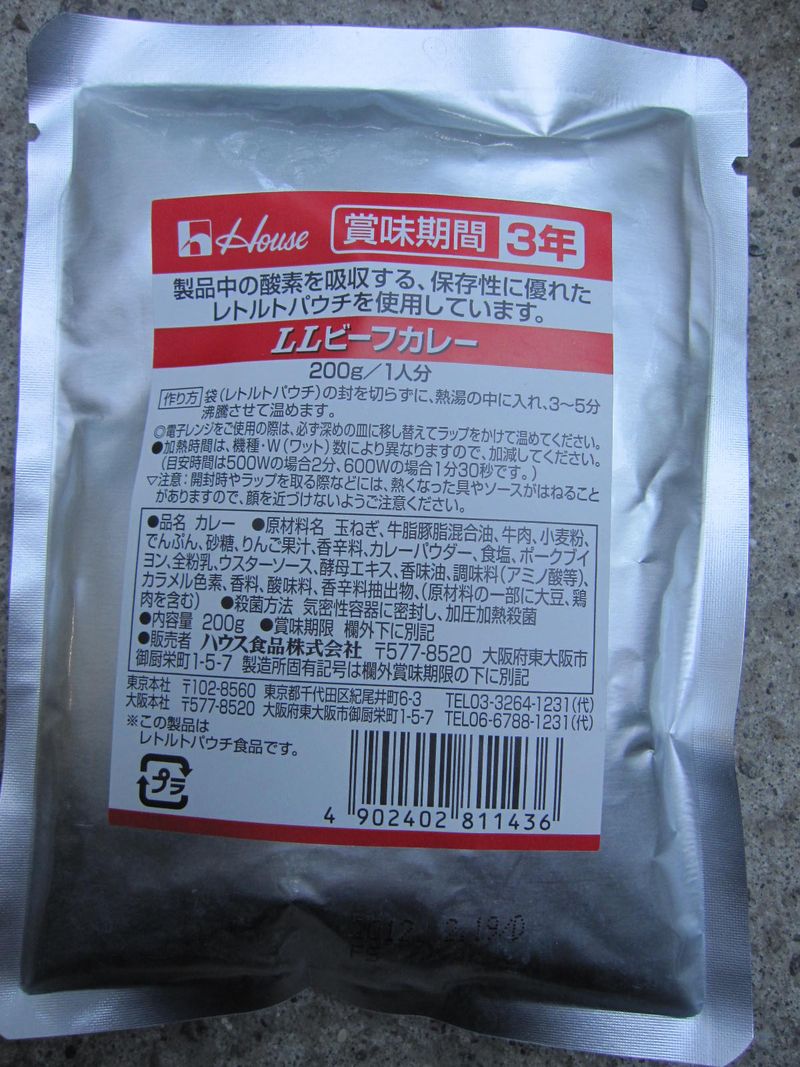 House 賞味期間 3年
製品中の酸素を吸収する、保存性に優れた
レトルトパウチを使用しています。
LLビーフカレー
200g/1人分
作り方 袋(レトルトパウチ)の封を切らずに、熱湯の中に入れ、3〜5分
沸騰させて温めます。
◎電子レンジをご使用の際は、必ず深めの皿に移し替えてラップをかけて温めてください。
●加熱時間は、機種・W(ワット)数により異なりますので、加減してください。
(目安時間は500Wの場合2分、600Wの場合1分30秒です。)
▽注意:開封時やラップを取る際などには、熱くなった具やソースがはねること
がありますので、顔を近づけないようご注意ください。
●品名 カレー ●原材料名 玉ねぎ、牛脂豚脂混合油、牛肉、小麦粉、
でんぷん、砂糖、りんご果汁、香辛料、カレーパウダー、食塩、ポークブイ
ヨン、全粉乳、ウスターソース、酵母エキス、香味油、調味料(アミノ酸等)、
カラメル色素、香料、酸味料、香辛料抽出物、(原材料の一部に大豆、鶏
肉を含む) ●殺菌方法 気密性容器に密封し、加圧加熱殺菌
●内容量 200g ●賞味期限 欄外下に別記
●販売者 ハウス食品株式会社 〒577-8520 大阪府東大阪市
御厨栄町1-5-7 製造所固有記号は欄外賞味期限の下に別記
東京本社 〒102-8560 東京都千代田区紀尾井町6-3 TEL03-3264-1231(代)
大阪本社 〒577-8520 大阪府東大阪市御厨栄町1-5-7 TEL06-6788-1231(代)
※この製品は
レトルトパウチ食品です。
プラ
4 902402 811436